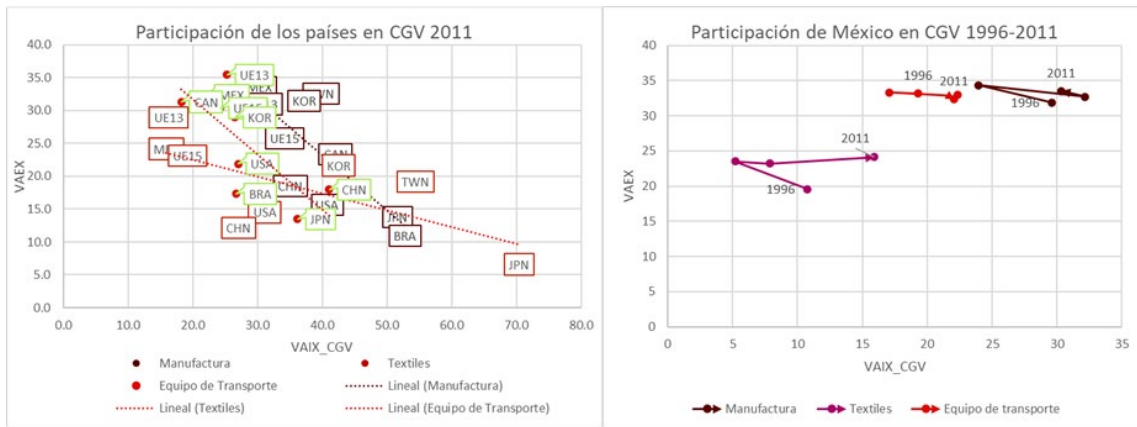 Participación de los países en CGV 2011
VAEX
45.0
40.0
35.0
30.0
25.0
20.0
15.0
10.0
5.0
0.0
0.0 10.0 20.0 30.0 40.0 50.0 60.0 70.0 80.0
VAIX_CGV
UE13
MEX
KOR
CAN
MEX
UE13
KOR
UE15
UE15
CAN
KOR
USA
TWN
CHN
CHN
BRA
USA
USA
JPN
JPN
CHN
BRA
JPN
Manufactura
Textiles
Equipo de Transporte
Lineal (Manufactura)
Lineal (Textiles)
Lineal (Equipo de Transporte)
Participación de México en CGV 1996-2011
VAEX
40
35
30
25
20
15
10
5
0
0 5 10 15 20 25 30 35
VAIX_CGV
1996
2011
2011
1996
2011
1996
Manufactura
Textiles
Equipo de transporte